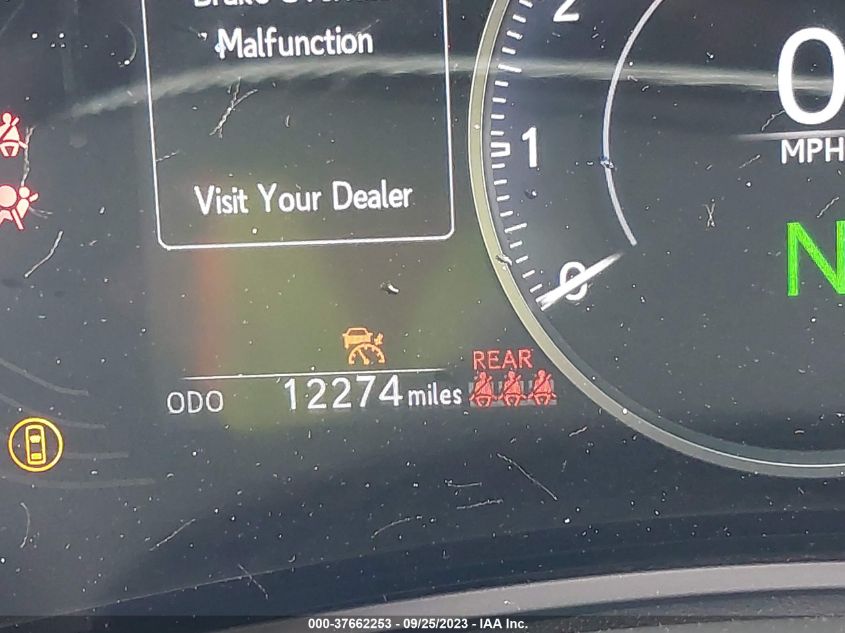 Malfunction
Visit Your Dealer
2
1
0
0
MPH
N
REAR
ODO 12274 miles
000-37662253 - 09/25/2023 - IAA Inc.